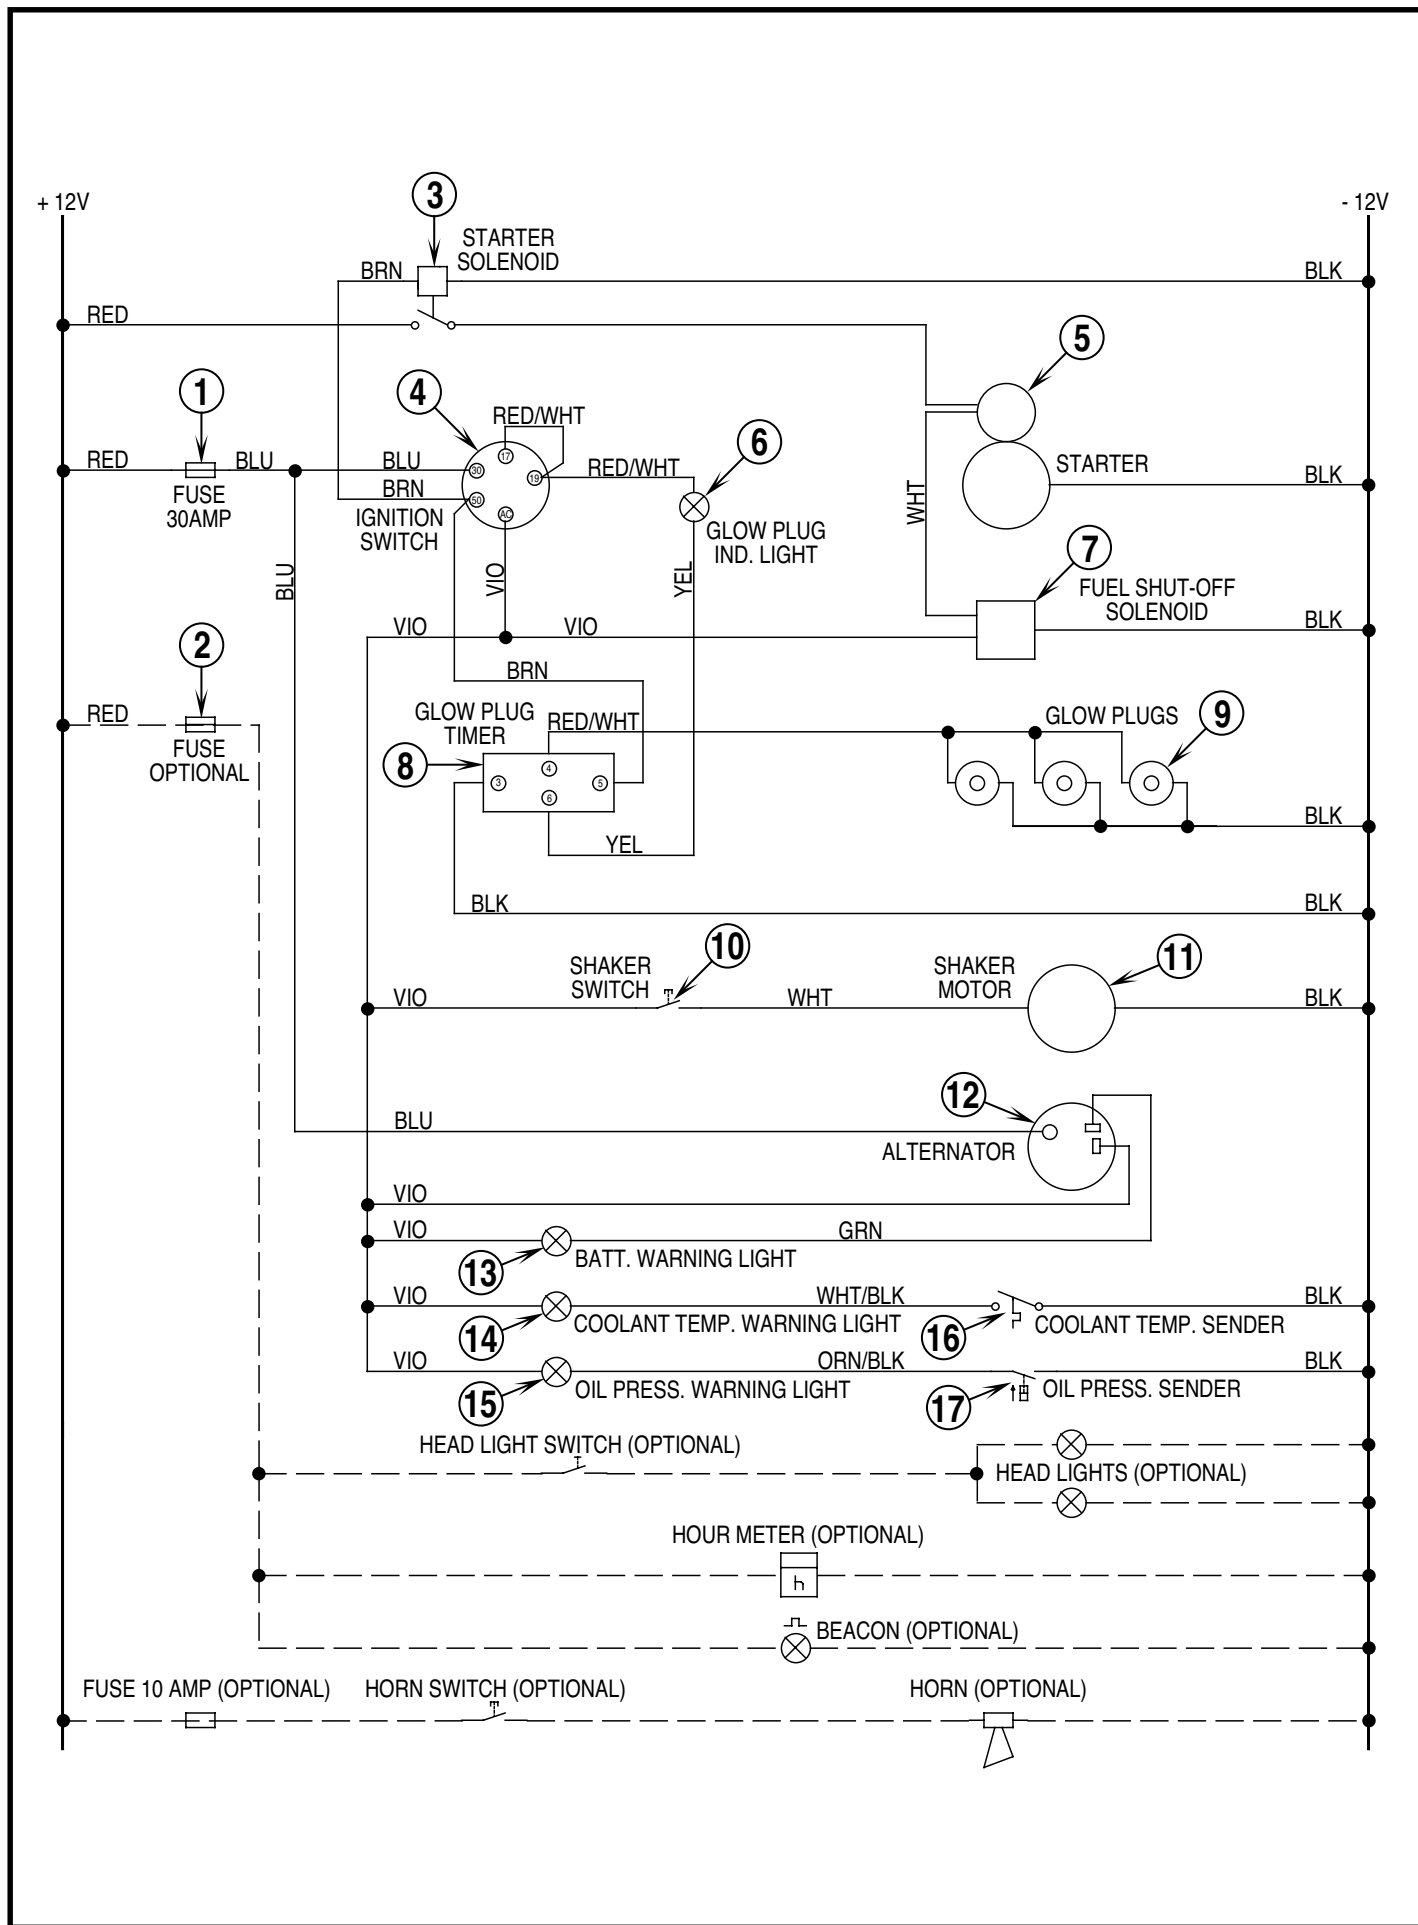 3
+ 12V
- 12V
STARTER
SOLENOID
BRN
BLK
RED
5
1
4
RED/WHT
6
RED
BLU
BLU
30
17
19
RED/WHT
STARTER
BLK
FUSE
30AMP
BRN
50
AC
IGNITION
SWITCH
WHT
GLOW PLUG
IND. LIGHT
7
BLU
VIO
YEL
FUEL SHUT-OFF
SOLENOID
VIO
VIO
BLK
2
BRN
RED
GLOW PLUG
TIMER
RED/WHT
GLOW PLUGS
9
FUSE
OPTIONAL
8
3
4
5
6
BLK
YEL
BLK
BLK
10
SHAKER
SWITCH
SHAKER
MOTOR
11
VIO
WHT
BLK
12
BLU
ALTERNATOR
VIO
VIO
GRN
13
BATT. WARNING LIGHT
VIO
WHT/BLK
BLK
14
COOLANT TEMP. WARNING LIGHT
16
COOLANT TEMP. SENDER
VIO
ORN/BLK
BLK
15
OIL PRESS. WARNING LIGHT
17
OIL PRESS. SENDER
HEAD LIGHT SWITCH (OPTIONAL)
HEAD LIGHTS (OPTIONAL)
HOUR METER (OPTIONAL)
h
BEACON (OPTIONAL)
FUSE 10 AMP (OPTIONAL)
HORN SWITCH (OPTIONAL)
HORN (OPTIONAL)